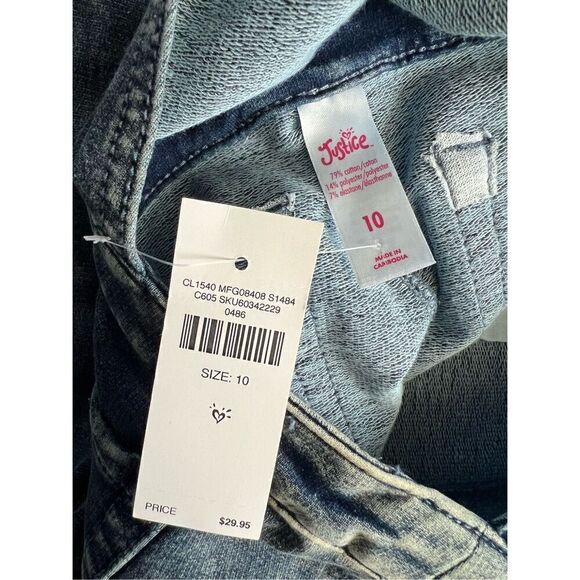 Justice
79% cotton/coton
14% polyester/polyester
7% elastane/élasthanne
10
MADE IN
CAMBODIA
CL1540 MFG08408 S1484
C605 SKU60342229
0486
SIZE: 10
PRICE
$29.95